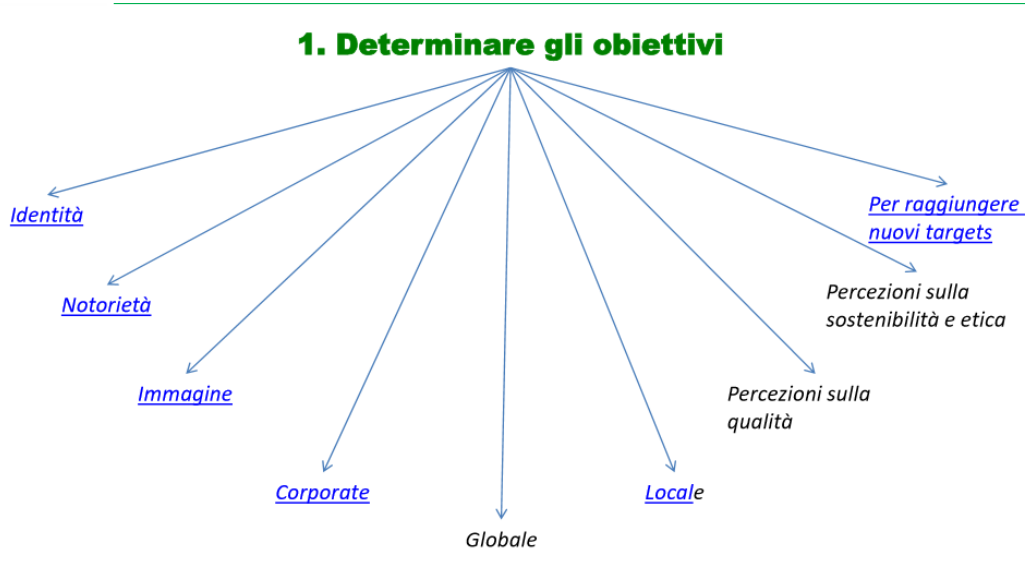 1. Determinare gli obiettivi
Identità
Per raggiungere
nuovi targets
Notorietà
Percezioni sulla
sostenibilità e etica
Immagine
Percezioni sulla
qualità
Corporate
Locale
Globale